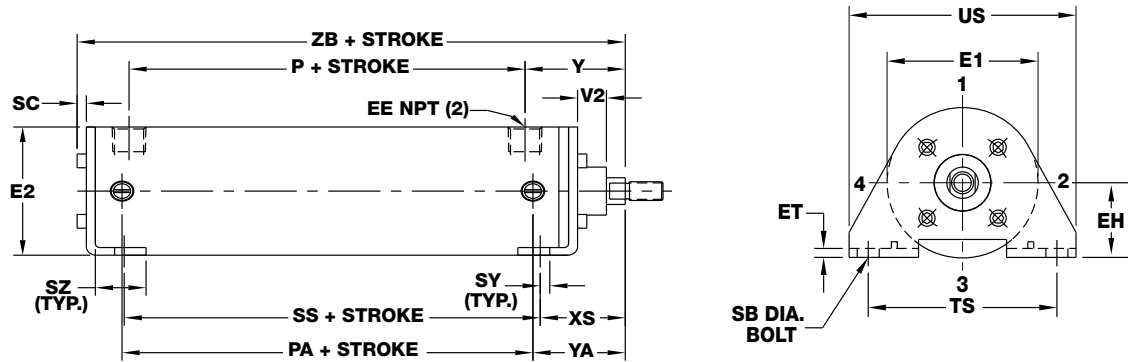 ZB + STROKE
P + STROKE
Y
SC
EE NPT (2)
V2
E2
SZ
(TYP.)
SY
(TYP.)
SS + STROKE
XS
PA + STROKE
YA
US
E1
1
4
2
ET
EH
3
SB DIA.
BOLT
TS